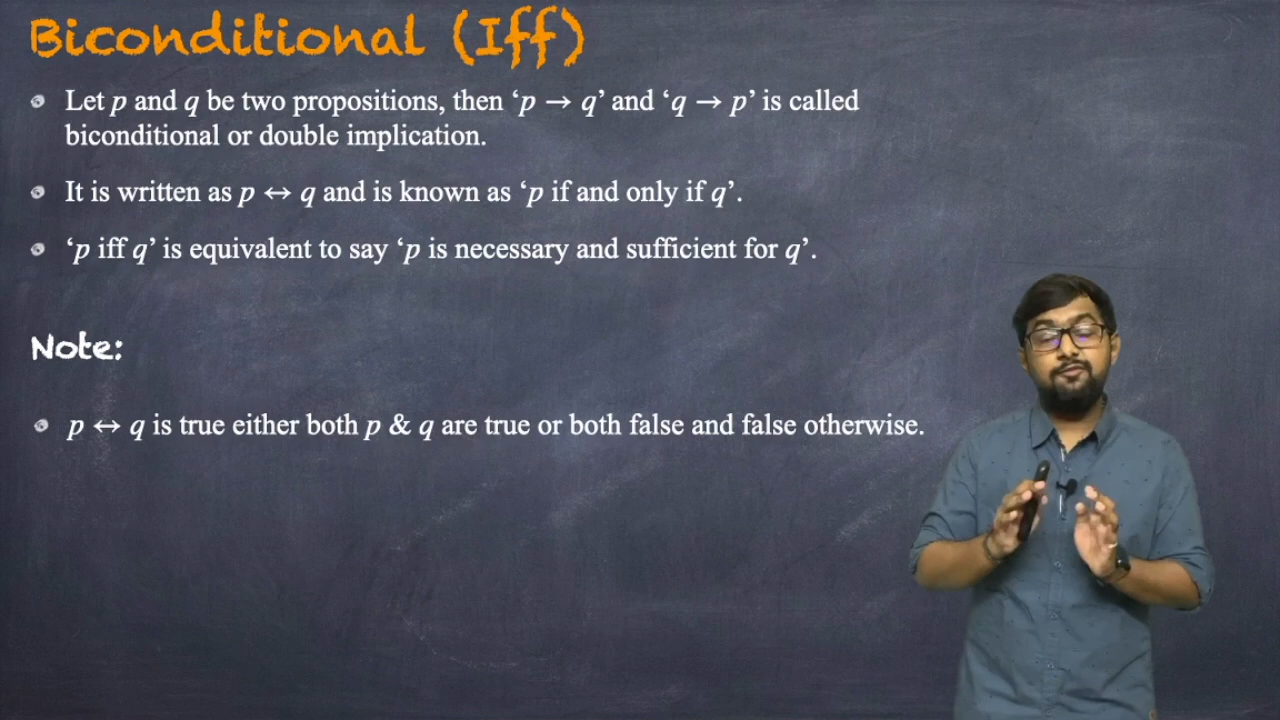 Biconditional (Iff)
Let p and q be two propositions, then ‘p → q’ and ‘q → p’ is called
biconditional or double implication.
It is written as p ↔ q and is known as ‘p if and only if q’.
‘p iff q’ is equivalent to say ‘p is necessary and sufficient for q’.
Note:
p ↔ q is true either both p & q are true or both false and false otherwise.